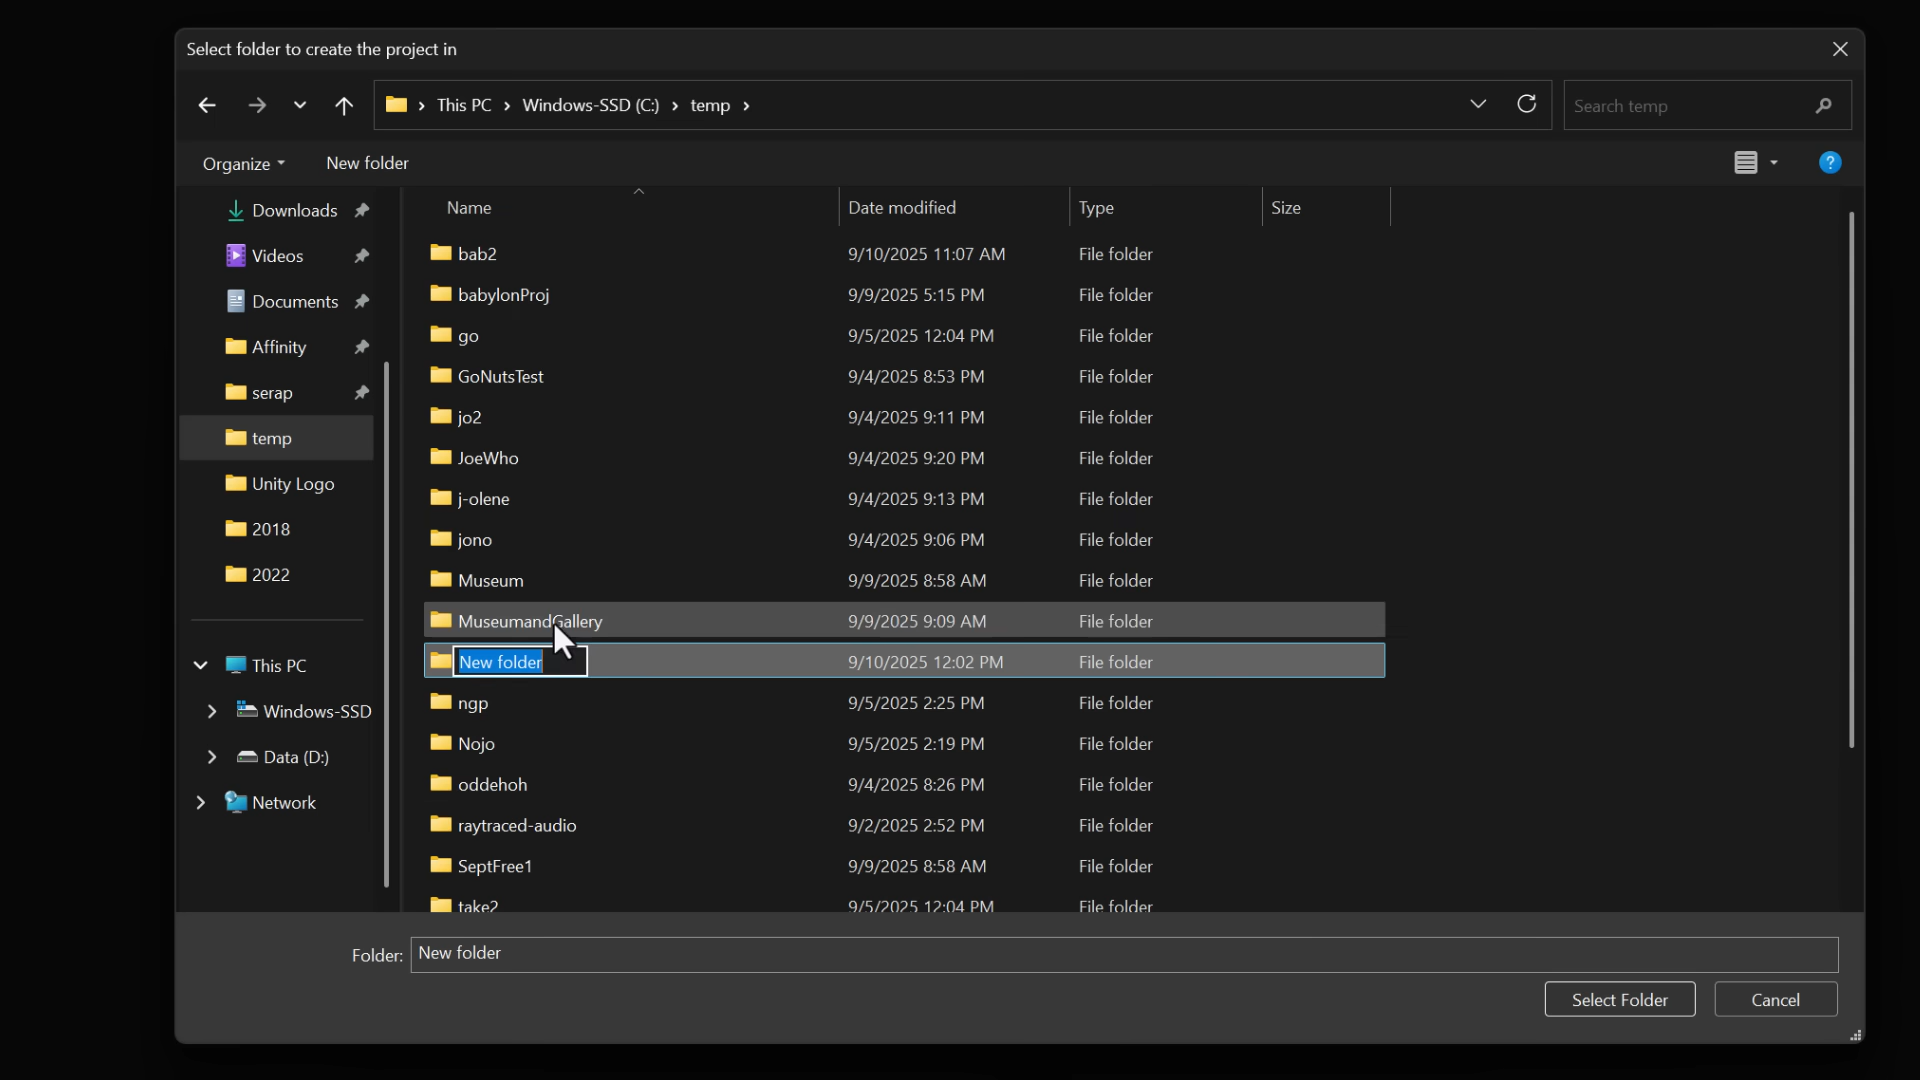 Select folder to create the project in
This PC > Windows-SSD (C:) > temp >
Search temp
Organize
New folder
?
Downloads
Videos
Documents
Affinity
serap
temp
Unity Logo
2018
2022
This PC
Windows-SSD
Data (D:)
Network
Name Date modified Type Size
bab2 9/10/2025 11:07 AM File folder
babylonProj 9/9/2025 5:15 PM File folder
go 9/5/2025 12:04 PM File folder
GoNutsTest 9/4/2025 8:53 PM File folder
jo2 9/4/2025 9:11 PM File folder
JoeWho 9/4/2025 9:20 PM File folder
j-olene 9/4/2025 9:13 PM File folder
jono 9/4/2025 9:06 PM File folder
Museum 9/9/2025 8:58 AM File folder
MuseumandGallery 9/9/2025 9:09 AM File folder
New folder 9/10/2025 12:02 PM File folder
ngp 9/5/2025 2:25 PM File folder
Nojo 9/5/2025 2:19 PM File folder
oddehoh 9/4/2025 8:26 PM File folder
raytraced-audio 9/2/2025 2:52 PM File folder
SeptFree1 9/9/2025 8:58 AM File folder
take2 9/5/2025 12:04 PM File folder
Folder: New folder
Select Folder
Cancel